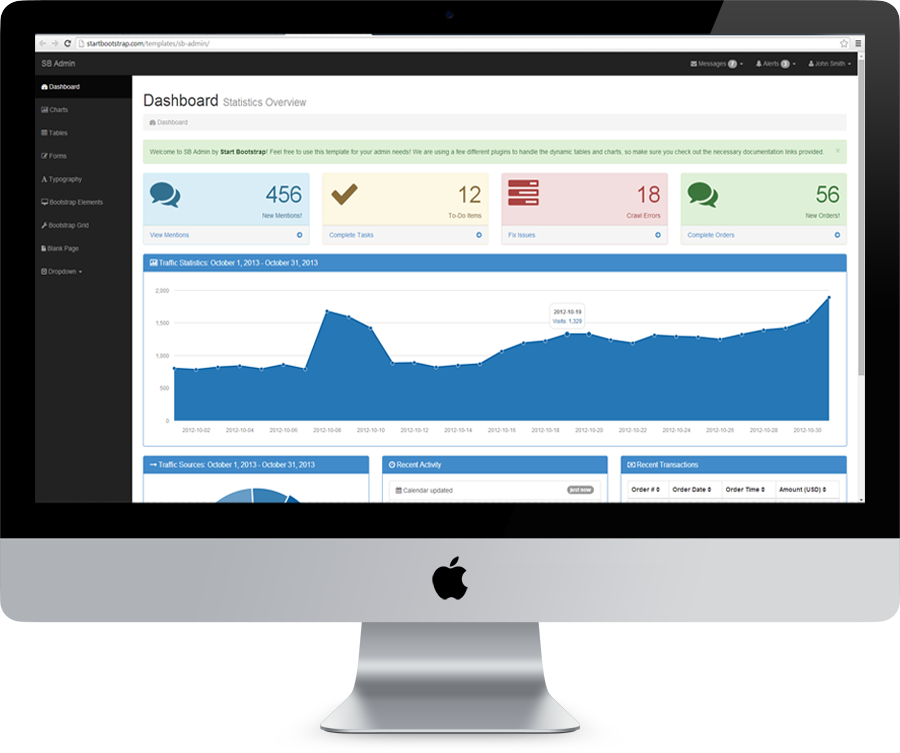 startbootstrap.com/templates/sb-admin/
SB Admin
Messages 7
Alerts 3
John Smith
Dashboard
Charts
Tables
Forms
Typography
Bootstrap Elements
Bootstrap Grid
Blank Page
Dropdown
Dashboard Statistics Overview
Dashboard
Welcome to SB Admin by Start Bootstrap! Feel free to use this template for your admin needs! We are using a few different plugins to handle the dynamic tables and charts, so make sure you check out the necessary documentation links provided.
456
New Mentions!
View Mentions
12
To-Do Items
Complete Tasks
18
Crawl Errors
Fix Issues
56
New Orders!
Complete Orders
Traffic Statistics: October 1, 2013 - October 31, 2013
2,000
1,500
1,000
500
0
2012-10-19
Visits: 1,329
2012-10-02 2012-10-04 2012-10-06 2012-10-08 2012-10-10 2012-10-12 2012-10-14 2012-10-16 2012-10-18 2012-10-20 2012-10-22 2012-10-24 2012-10-26 2012-10-28 2012-10-30
Traffic Sources: October 1, 2013 - October 31, 2013
Recent Activity
Calendar updated just now
Recent Transactions
Order # Order Date Order Time Amount (USD)